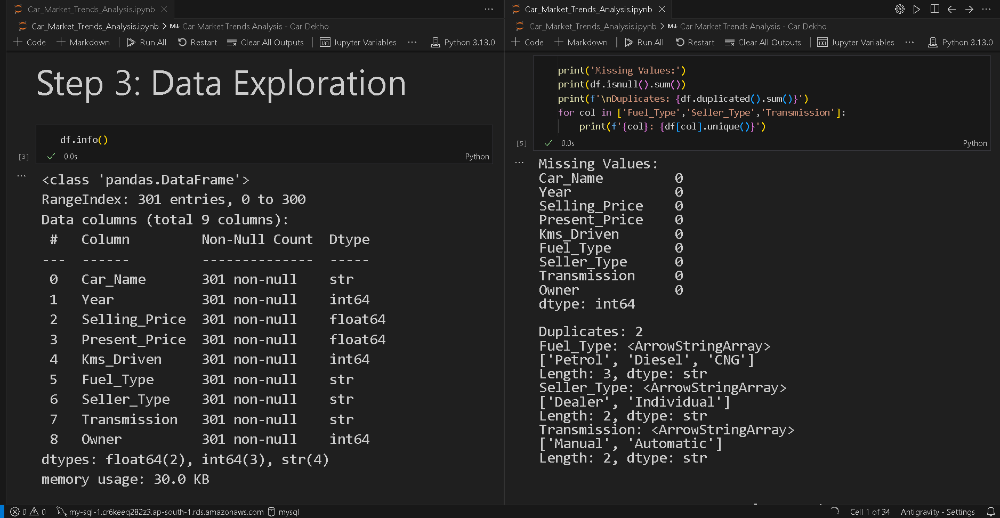 Car_Market_Trends_Analysis.ipynb
Car_Market_Trends_Analysis.ipynb > M↓ Car Market Trends Analysis - Car Dekho
+ Code + Markdown | Run All Restart Clear All Outputs | Jupyter Variables ... Python 3.13.0
Step 3: Data Exploration
df.info()
[3] 0.0s Python
<class 'pandas.DataFrame'>
RangeIndex: 301 entries, 0 to 300
Data columns (total 9 columns):
# Column Non-Null Count Dtype
--- ------ -------------- -----
0 Car_Name 301 non-null str
1 Year 301 non-null int64
2 Selling_Price 301 non-null float64
3 Present_Price 301 non-null float64
4 Kms_Driven 301 non-null int64
5 Fuel_Type 301 non-null str
6 Seller_Type 301 non-null str
7 Transmission 301 non-null str
8 Owner 301 non-null int64
dtypes: float64(2), int64(3), str(4)
memory usage: 30.0 KB
Car_Market_Trends_Analysis.ipynb
Car_Market_Trends_Analysis.ipynb > M↓ Car Market Trends Analysis - Car Dekho
+ Code + Markdown | Run All Restart Clear All Outputs | Jupyter Variables ... Python 3.13.0
print('Missing Values:')
print(df.isnull().sum())
print(f'\nDuplicates: {df.duplicated().sum()}')
for col in ['Fuel_Type','Seller_Type','Transmission']:
    print(f'{col}: {df[col].unique()}')
[5] 0.0s Python
Missing Values:
Car_Name 0
Year 0
Selling_Price 0
Present_Price 0
Kms_Driven 0
Fuel_Type 0
Seller_Type 0
Transmission 0
Owner 0
dtype: int64
Duplicates: 2
Fuel_Type: <ArrowStringArray>
['Petrol', 'Diesel', 'CNG']
Length: 3, dtype: str
Seller_Type: <ArrowStringArray>
['Dealer', 'Individual']
Length: 2, dtype: str
Transmission: <ArrowStringArray>
['Manual', 'Automatic']
Length: 2, dtype: str
0 0 my-sql-1.cr6keeq282z3.ap-south-1.rds.amazonaws.com mysql Cell 1 of 34 Antigravity - Settings